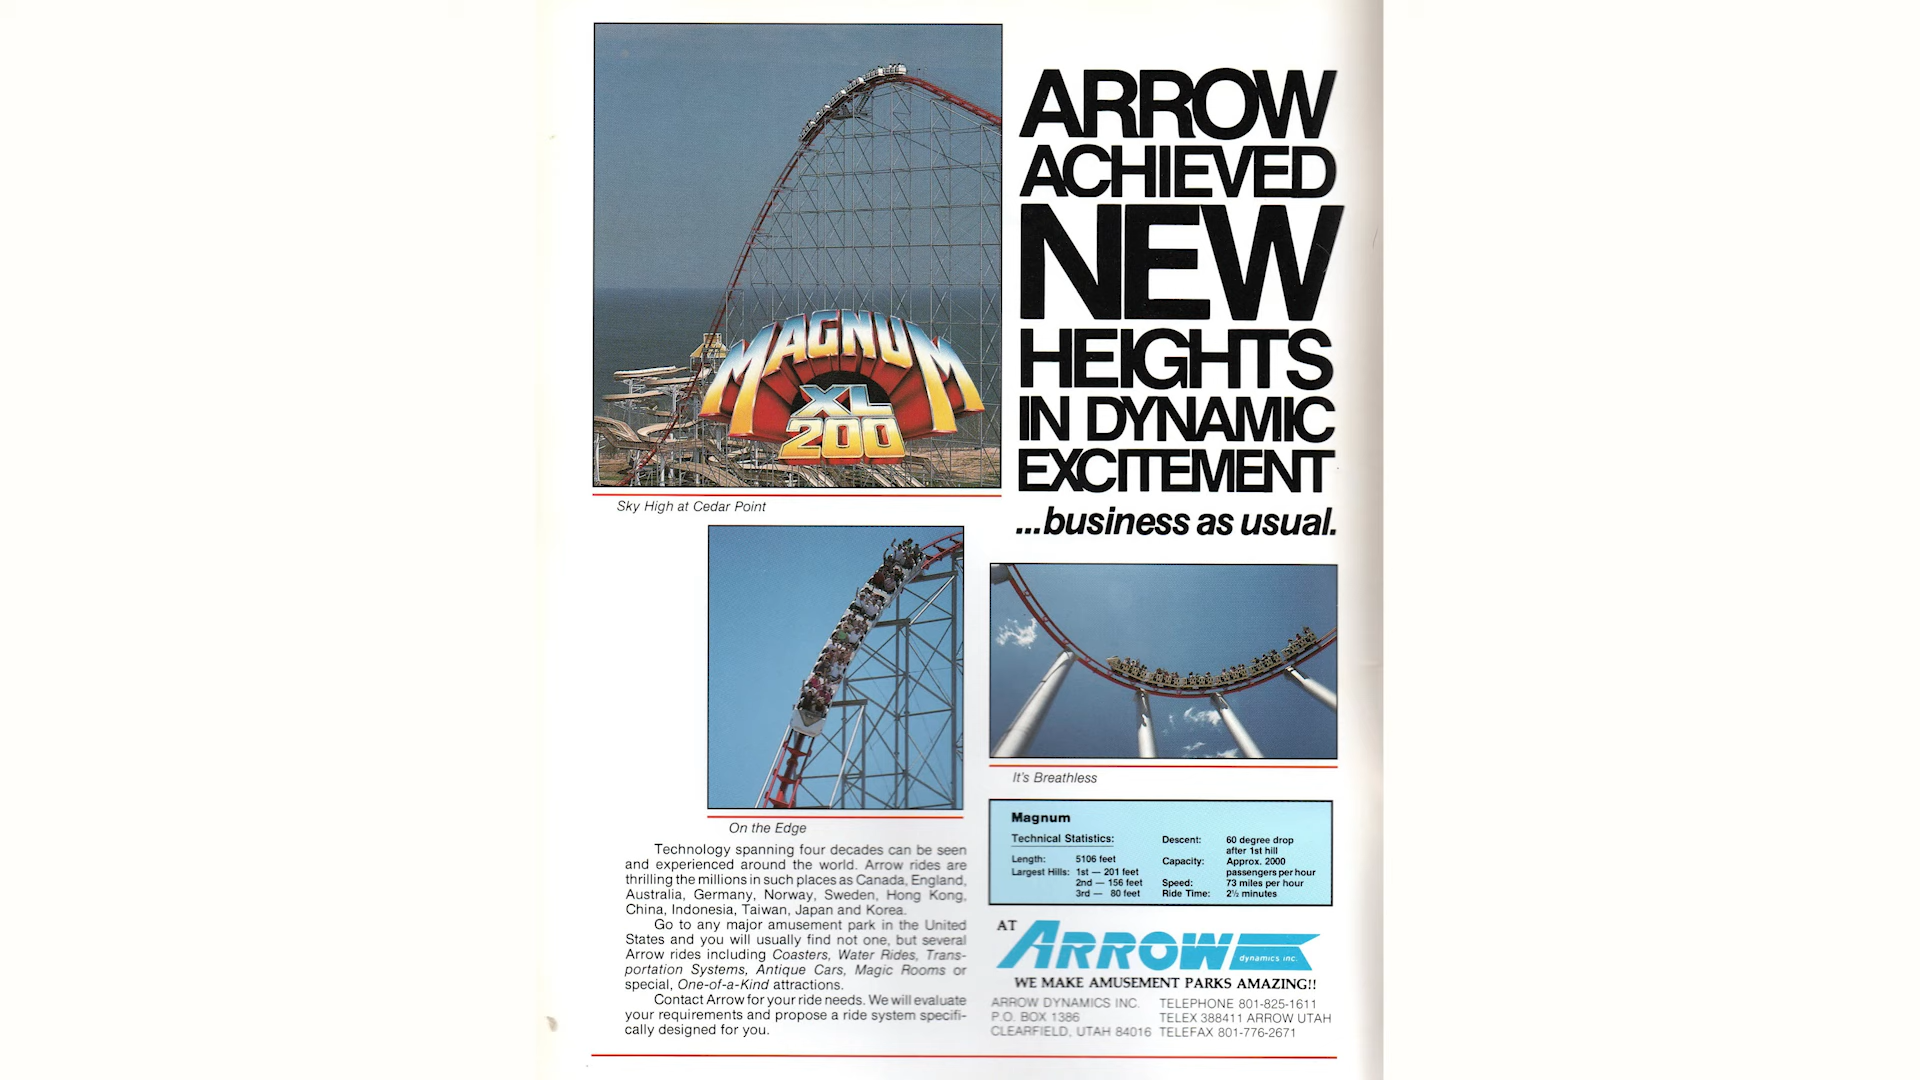 ARROW
ACHIEVED
NEW
HEIGHTS
IN DYNAMIC
EXCITEMENT
...business as usual.
MAGNUM
XL
200
Sky High at Cedar Point
On the Edge
It's Breathless
Technology spanning four decades can be seen
and experienced around the world. Arrow rides are
thrilling the millions in such places as Canada, England,
Australia, Germany, Norway, Sweden, Hong Kong,
China, Indonesia, Taiwan, Japan and Korea.
Go to any major amusement park in the United
States and you will usually find not one, but several
Arrow rides including Coasters, Water Rides, Trans-
portation Systems, Antique Cars, Magic Rooms or
special, One-of-a-Kind attractions.
Contact Arrow for your ride needs. We will evaluate
your requirements and propose a ride system specifi-
cally designed for you.
Magnum
Technical Statistics:
Length: 5106 feet
Largest Hills: 1st — 201 feet
2nd — 156 feet
3rd — 80 feet
Descent: 60 degree drop
after 1st hill
Capacity: Approx. 2000
passengers per hour
Speed: 73 miles per hour
Ride Time: 2½ minutes
AT
ARROW
dynamics inc.
WE MAKE AMUSEMENT PARKS AMAZING!!
ARROW DYNAMICS INC.
P.O. BOX 1386
CLEARFIELD, UTAH 84016
TELEPHONE 801-825-1611
TELEX 388411 ARROW UTAH
TELEFAX 801-776-2671